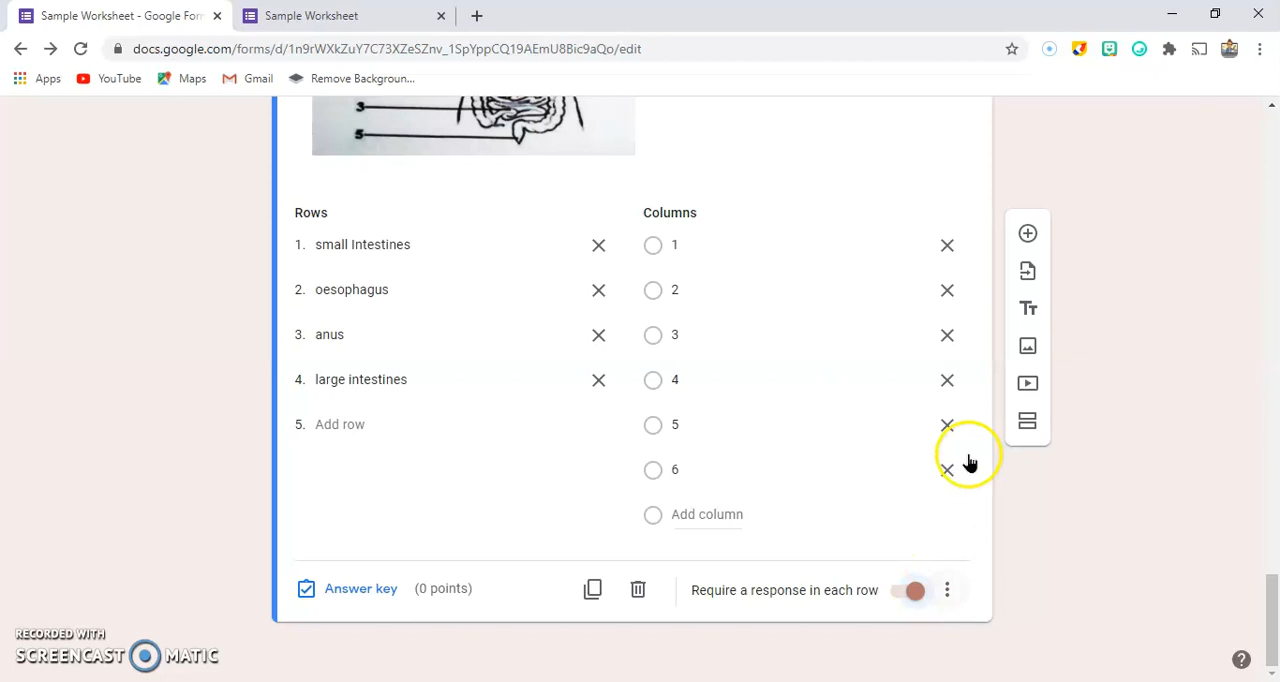 Sample Worksheet - Google Form
Sample Worksheet
docs.google.com/forms/d/1n9rWXkZuY7C73XZeSZnv_1SpYppCQ19AEmU8Bic9aQo/edit
Apps YouTube Maps Gmail Remove Backgroun...
3
5
Rows Columns
1. small Intestines 1
2. oesophagus 2
3. anus 3
4. large intestines 4
5. Add row 5
6
Add column
Answer key (0 points) Require a response in each row
RECORDED WITH
SCREENCAST MATIC